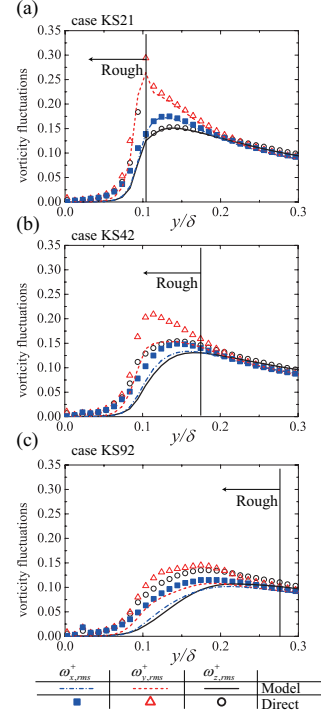 (a)
case KS21
0.35
0.30
0.25
0.20
0.15
0.10
0.05
0.00
vorticity fluctuations
Rough
0.0 0.1 0.2 0.3
y/δ
(b)
case KS42
0.35
0.30
0.25
0.20
0.15
0.10
0.05
0.00
vorticity fluctuations
Rough
0.0 0.1 0.2 0.3
y/δ
(c)
case KS92
0.35
0.30
0.25
0.20
0.15
0.10
0.05
0.00
vorticity fluctuations
Rough
0.0 0.1 0.2 0.3
y/δ
ω⁺x,rms ω⁺y,rms ω⁺z,rms
Model
Direct